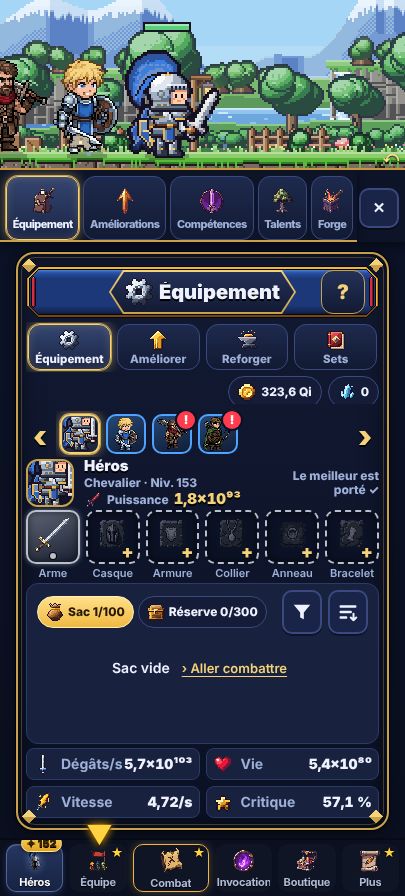 Équipement
Améliorations
Compétences
Talents
Forge
×
Équipement
?
Équipement
Améliorer
Reforger
Sets
323,6 Qi
0
!
!
Héros
Chevalier · Niv. 153
Puissance 1,8×10⁹³
Le meilleur est
porté ✓
Arme
Casque
Armure
Collier
Anneau
Bracelet
Sac 1/100
Réserve 0/300
Sac vide › Aller combattre
Dégâts/s 5,7×10¹⁰³
Vie 5,4×10⁸⁰
Vitesse 4,72/s
Critique 57,1 %
Héros
Équipe
Combat
Invocation
Boutique
Plus